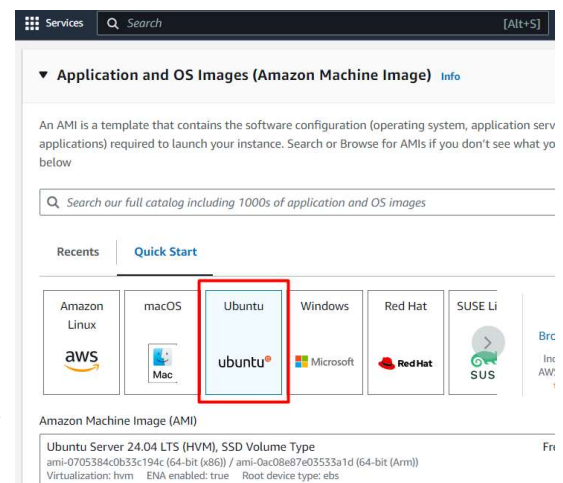 Services Search [Alt+S]
Application and OS Images (Amazon Machine Image) Info
An AMI is a template that contains the software configuration (operating system, application serv
applications) required to launch your instance. Search or Browse for AMIs if you don't see what yo
below
Search our full catalog including 1000s of application and OS images
Recents Quick Start
Amazon Linux
aws
macOS
Mac
Ubuntu
ubuntu
Windows
Microsoft
Red Hat
Red Hat
SUSE Li
SUS
Bro
Inc
AWS
Amazon Machine Image (AMI)
Ubuntu Server 24.04 LTS (HVM), SSD Volume Type Fre
ami-0705384c0b33c194c (64-bit (x86)) / ami-0ac08e87e03533a1d (64-bit (Arm))
Virtualization: hvm ENA enabled: true Root device type: ebs